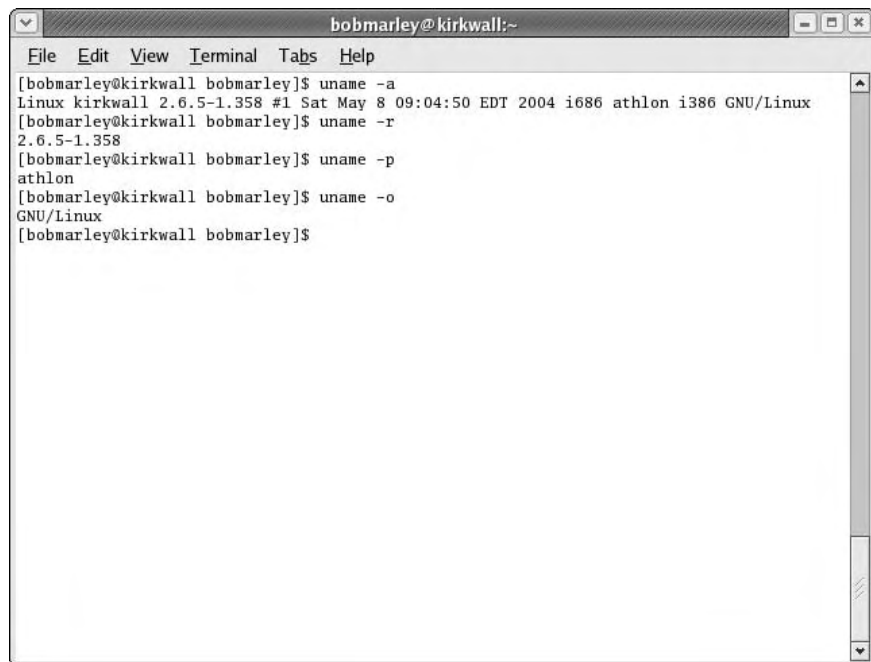 bobmarley@kirkwall:~
File Edit View Terminal Tabs Help
[bobmarley@kirkwall bobmarley]$ uname -a
Linux kirkwall 2.6.5-1.358 #1 Sat May 8 09:04:50 EDT 2004 i686 athlon i386 GNU/Linux
[bobmarley@kirkwall bobmarley]$ uname -r
2.6.5-1.358
[bobmarley@kirkwall bobmarley]$ uname -p
athlon
[bobmarley@kirkwall bobmarley]$ uname -o
GNU/Linux
[bobmarley@kirkwall bobmarley]$